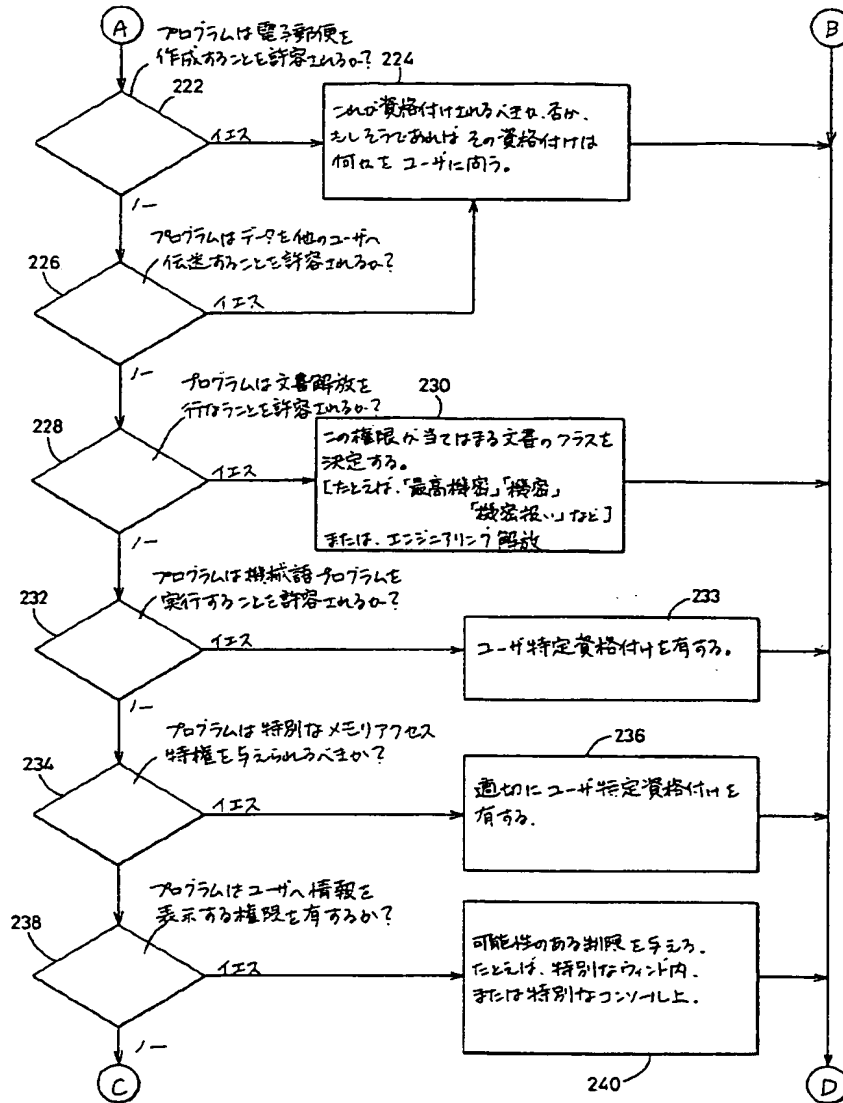 A
B
プログラムは電子郵便を
作成することを許容されるか?
222
224
これが資格付けされるべきか、否か、
もしそうであれば その資格付けは
何かを ユーザに問う。
イエス
ノー
プログラムはデータを他のユーザへ
伝送することを許容されるか?
226
イエス
ノー
プログラムは文書解放を
行なうことを許容されるか?
228
230
この権限が当てはまる文書のクラスを
決定する。
[たとえば、「最高機密」「機密」
「機密扱い」など]
または、エンジニアリング解放
イエス
ノー
プログラムは機械語プログラムを
実行することを許容されるか?
232
233
ユーザ特定資格付けを有する。
イエス
ノー
プログラムは特別なメモリアクセス
特権を与えられるべきか?
234
236
適切にユーザ特定資格付けを
有する.
イエス
ノー
プログラムはユーザへ情報を
表示する権限を有するか?
238
可能性のある制限を与える.
たとえば、特別なウィンド内、
または特別なコンソール上.
240
イエス
ノー
C
D